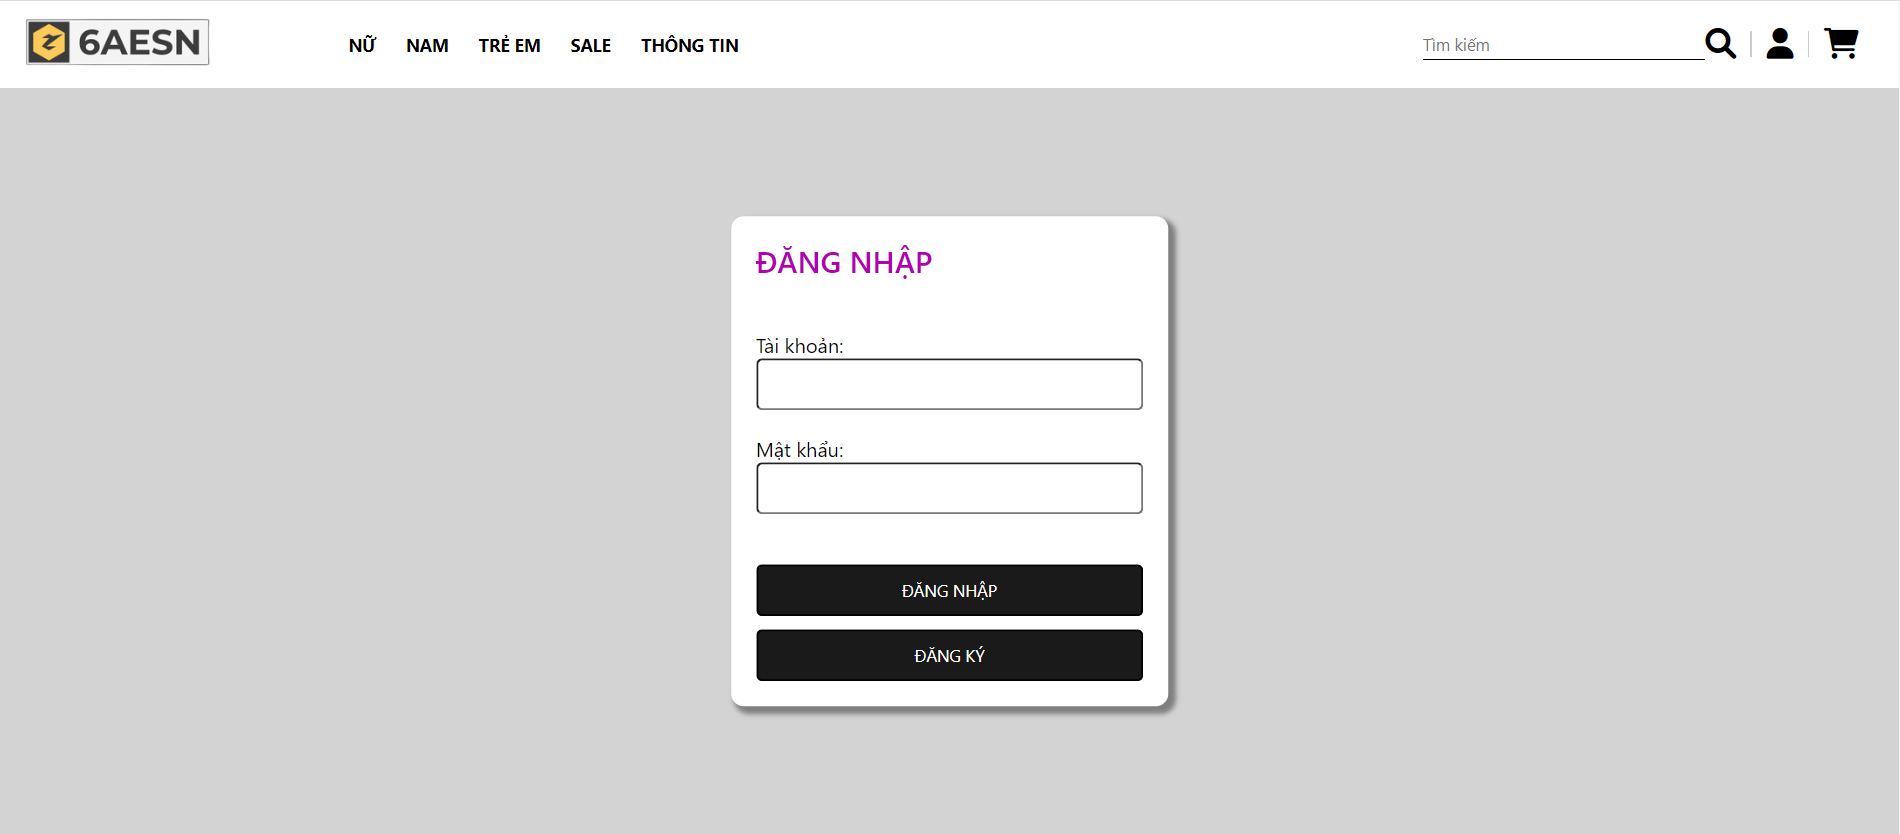 6AESN
NỮ NAM TRẺ EM SALE THÔNG TIN
Tìm kiếm
ĐĂNG NHẬP
Tài khoản:
Mật khẩu:
ĐĂNG NHẬP
ĐĂNG KÝ